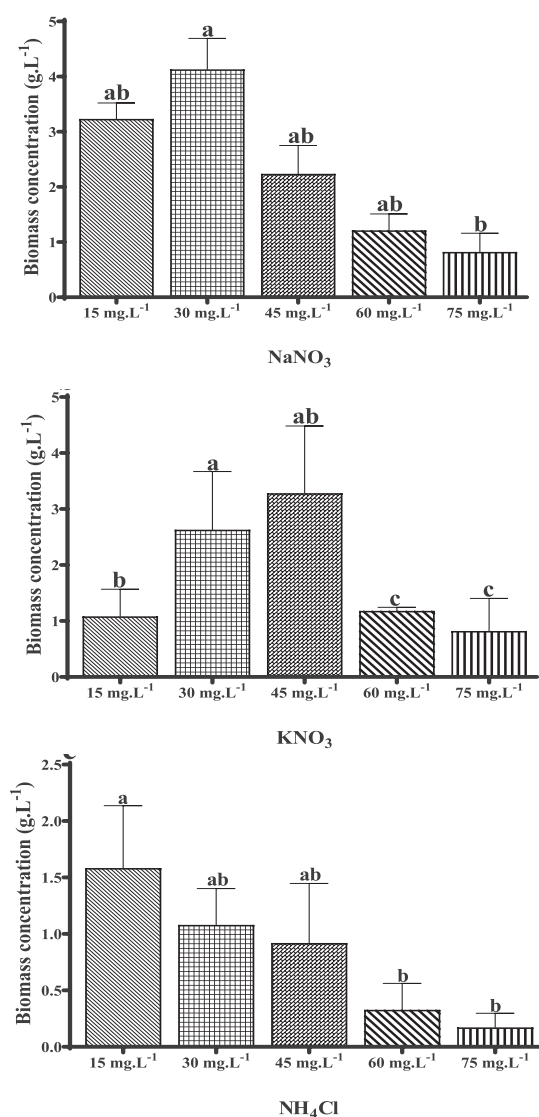 5
a
ab
4
3
ab
2
ab
b
1
0
Biomass concentration (g.L-1)
15 mg.L-1 30 mg.L-1 45 mg.L-1 60 mg.L-1 75 mg.L-1
NaNO3
5
ab
4
a
3
2
b
c
c
1
0
Biomass concentration (g.L-1)
15 mg.L-1 30 mg.L-1 45 mg.L-1 60 mg.L-1 75 mg.L-1
KNO3
2.5
a
2.0
ab
ab
1.5
1.0
b
b
0.5
0.0
Biomass concentration (g.L-1)
15 mg.L-1 30 mg.L-1 45 mg.L-1 60 mg.L-1 75 mg.L-1
NH4Cl